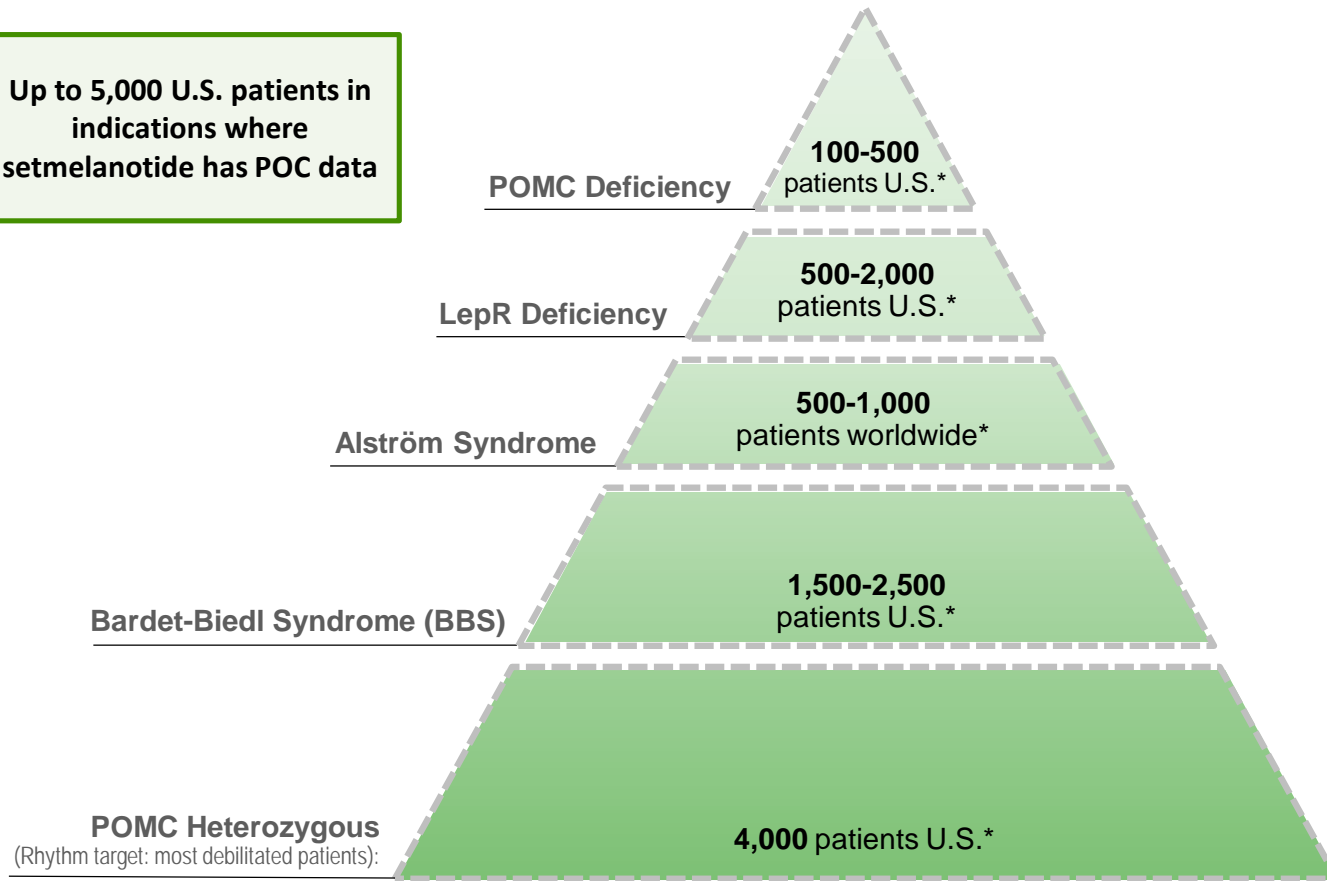 Up to 5,000 U.S. patients in
indications where
setmelanotide has POC data
POMC Deficiency
100-500
patients U.S.*
LepR Deficiency
500-2,000
patients U.S.*
Alström Syndrome
500-1,000
patients worldwide*
Bardet-Biedl Syndrome (BBS)
1,500-2,500
patients U.S.*
POMC Heterozygous
(Rhythm target: most debilitated patients):
4,000 patients U.S.*